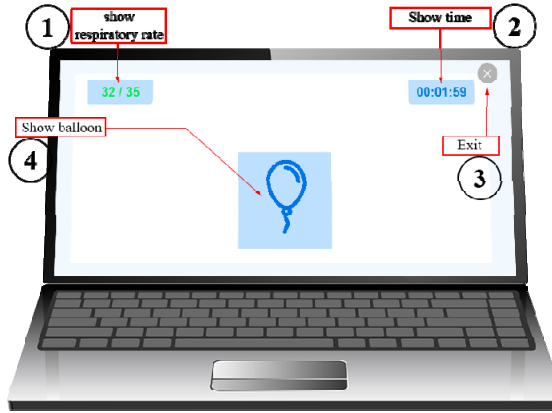 1
show
respiratory rate
Show time
2
32 / 35
00:01:59
Show balloon
4
Exit
3